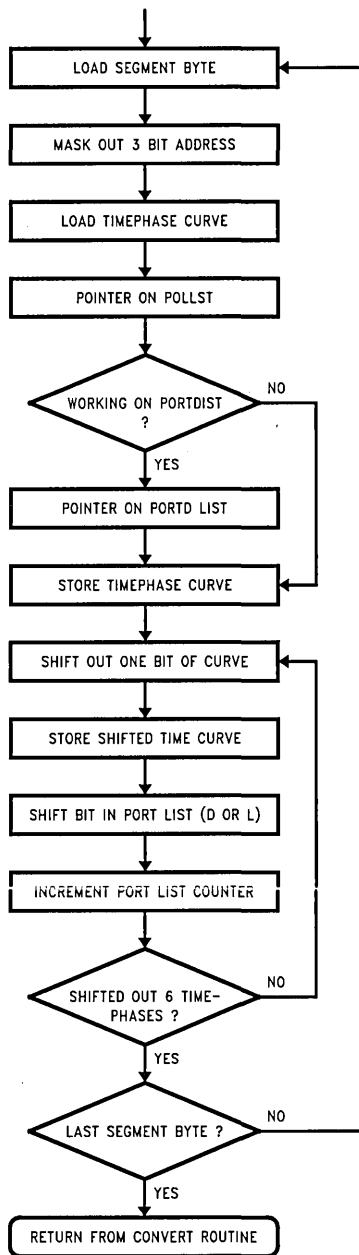 LOAD SEGMENT BYTE
MASK OUT 3 BIT ADDRESS
LOAD TIMEPHASE CURVE
POINTER ON POLLST
WORKING ON PORTDIST
?
NO
YES
POINTER ON PORTD LIST
STORE TIMEPHASE CURVE
SHIFT OUT ONE BIT OF CURVE
STORE SHIFTED TIME CURVE
SHIFT BIT IN PORT LIST (D OR L)
INCREMENT PORT LIST COUNTER
SHIFTED OUT 6 TIME-
PHASES ?
NO
YES
LAST SEGMENT BYTE ?
NO
YES
RETURN FROM CONVERT ROUTINE